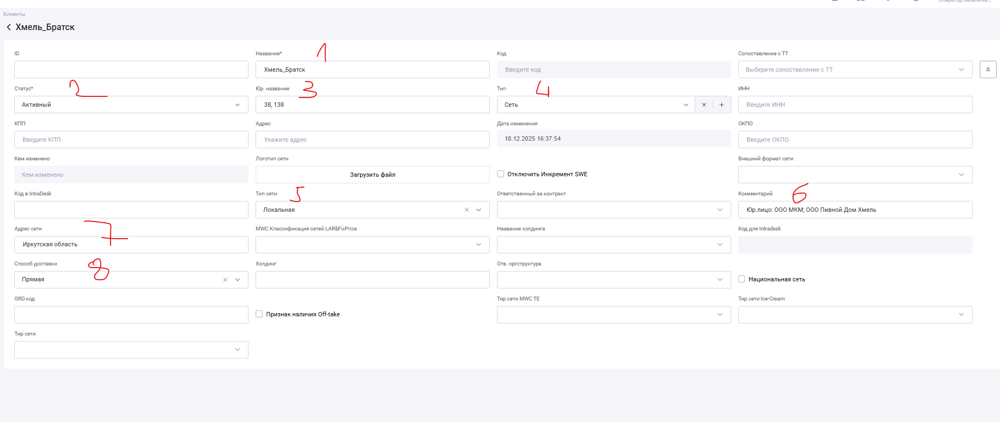 Клиенты
Хмель_Братск
ID
Название*
1
Код
Сопоставление с ТТ
Хмель_Братск
Введите код
Выберите сопоставление с ТТ
Статус*
2
Юр. название
3
Тип
4
ИНН
Активный
38, 138
Сеть
Введите ИНН
КПП
Адрес
Дата изменения
ОКПО
Введите КПП
Укажите адрес
18.12.2025 16:37:54
Введите ОКПО
Кем изменено
Логотип сети
Внешний формат сети
Кем изменено
Загрузить файл
Отключить Инкремент SWE
Код в IntraDesk
Тип сети
5
Ответственный за контракт
Комментарий
6
Локальная
Юр.лицо: ООО МКМ; ООО Пивной Дом Хмель
Адрес сети
7
MWC Классификация сетей LAR&FixPrice
Название холдинга
Код для Intradesk
Иркутская область
Способ доставки
8
Холдинг
Отв. оргструктура
Прямая
Национальная сеть
GRD код
Тир сети MWC TE
Тир сети Ice-Cream
Признак наличия Off-take
Тир сети